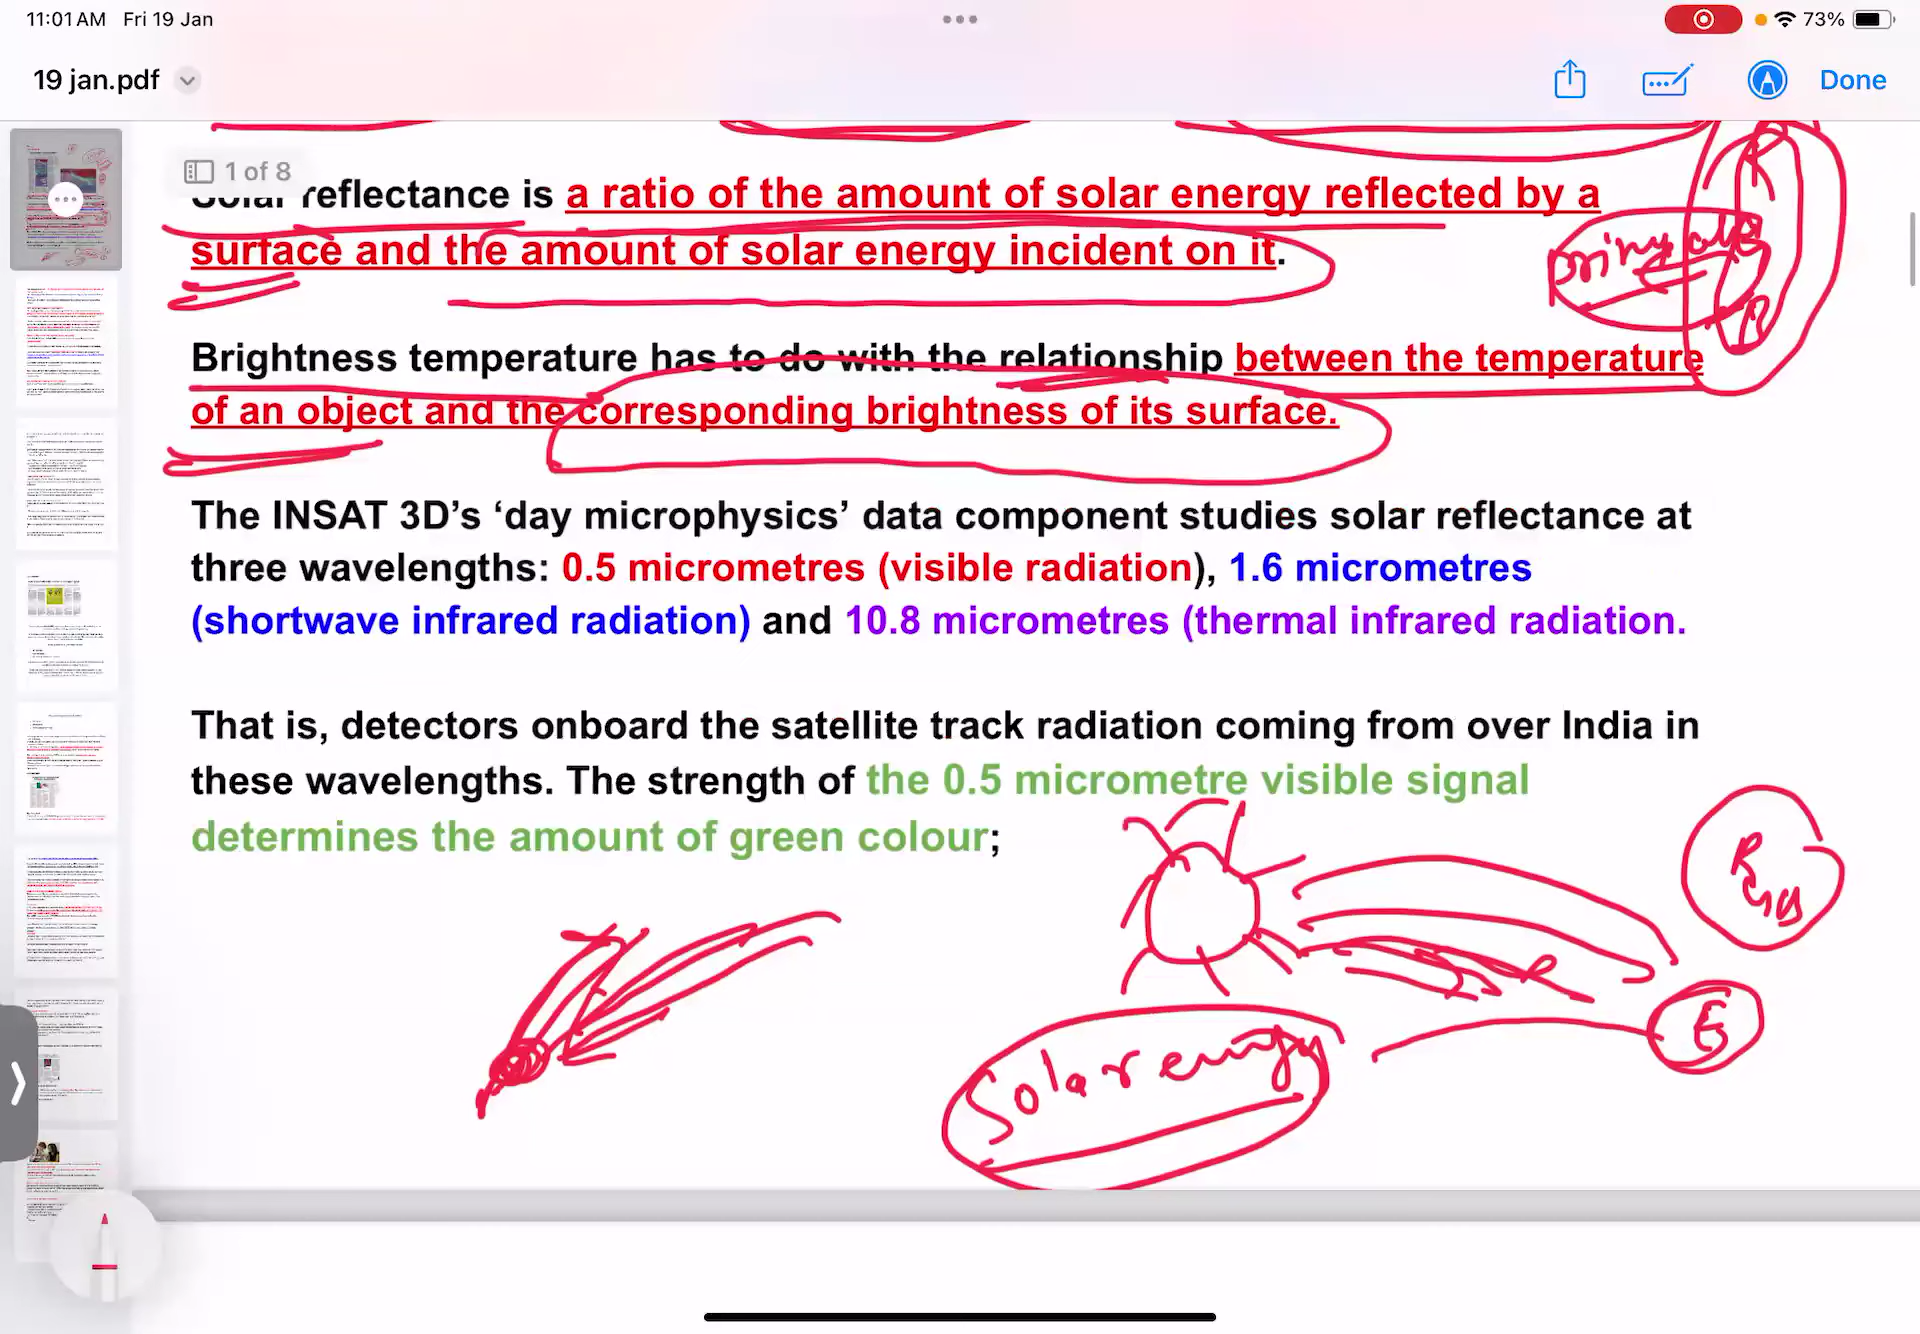 11:01 AM Fri 19 Jan
73%
19 jan.pdf
Done
1 of 8
Solar reflectance is a ratio of the amount of solar energy reflected by a
surface and the amount of solar energy incident on it.
Brightness temperature has to do with the relationship between the temperature
of an object and the corresponding brightness of its surface.
The INSAT 3D’s ‘day microphysics’ data component studies solar reflectance at
three wavelengths: 0.5 micrometres (visible radiation), 1.6 micrometres
(shortwave infrared radiation) and 10.8 micrometres (thermal infrared radiation.
That is, detectors onboard the satellite track radiation coming from over India in
these wavelengths. The strength of the 0.5 micrometre visible signal
determines the amount of green colour;
R
E
Solar energy